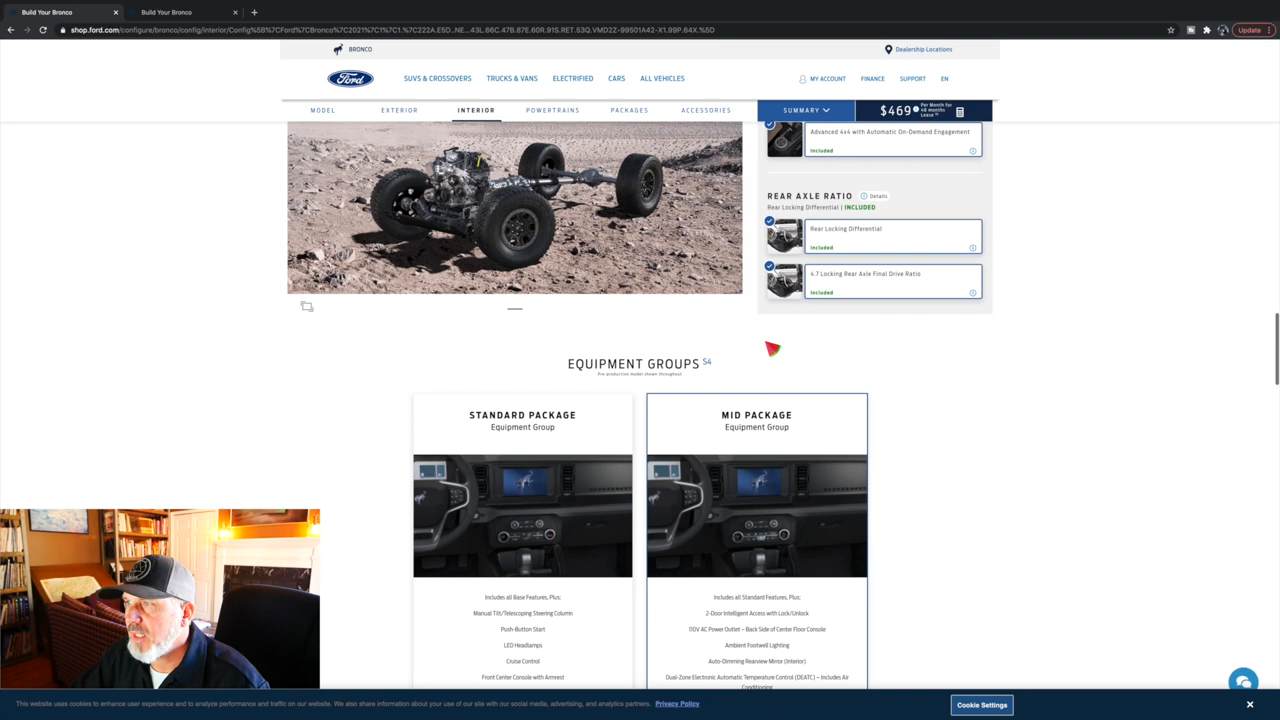 Build Your Bronco
Build Your Bronco
shop.ford.com/configure/bronco/config/interior/Config%5B%7CFord%7CBronco%7C2021%7C1%7C1.%7C222A.E5D...NE...43L.66C.47B.87E.60R.91S.RET.53Q.VMD2Z-99501A42-X1.99P.64X.%5D
Update
BRONCO
Dealership Locations
Ford
SUVS & CROSSOVERS
TRUCKS & VANS
ELECTRIFIED
CARS
ALL VEHICLES
MY ACCOUNT
FINANCE
SUPPORT
EN
MODEL
EXTERIOR
INTERIOR
POWERTRAINS
PACKAGES
ACCESSORIES
SUMMARY
$469
Per Month for
48 months
Lease
Advanced 4x4 with Automatic On-Demand Engagement
Included
REAR AXLE RATIO
Details
Rear Locking Differential | INCLUDED
Rear Locking Differential
Included
4.7 Locking Rear Axle Final Drive Ratio
Included
EQUIPMENT GROUPS 54
Pre-production model shown throughout
STANDARD PACKAGE
Equipment Group
Includes all Base Features, Plus:
Manual Tilt/Telescoping Steering Column
Push-Button Start
LED Headlamps
Cruise Control
Front Center Console with Armrest
MID PACKAGE
Equipment Group
Includes all Standard Features, Plus:
2-Door Intelligent Access with Lock/Unlock
110V AC Power Outlet – Back Side of Center Floor Console
Ambient Footwell Lighting
Auto-Dimming Rearview Mirror (Interior)
Dual-Zone Electronic Automatic Temperature Control (DEATC) – Includes Air
Conditioning
This website uses cookies to enhance user experience and to analyze performance and traffic on our website. We also share information about your use of our site with our social media, advertising, and analytics partners. Privacy Policy
Cookie Settings